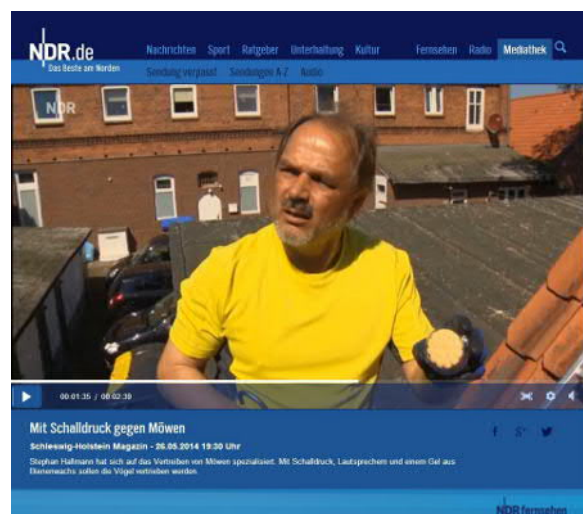 NDR.de
Das Beste am Norden
Nachrichten Sport Ratgeber Unterhaltung Kultur Fernsehen Radio Mediathek
Sendung verpasst Sendungen A-Z Audio
NDR
00:01:35 / 00:02:30
Mit Schalldruck gegen Möwen
Schleswig-Holstein Magazin - 26.05.2014 19:30 Uhr
Stephan Hallmann hat sich auf das Vertreiben von Möwen spezialisiert. Mit Schalldruck, Lautsprechern und einem Gel aus
Bienenwachs sollen die Vögel vertrieben werden.
NDR fernsehen